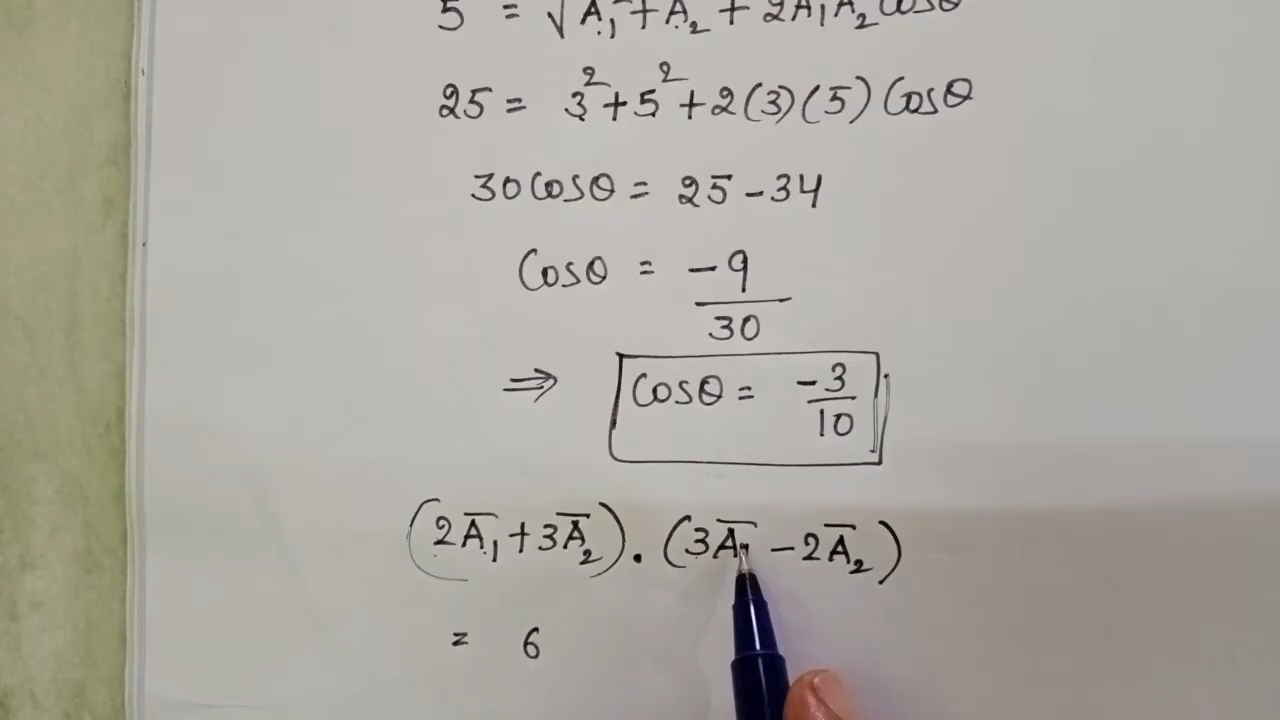 5 = √A₁² + A₂² + 2A₁A₂ Cosθ
25 = 3² + 5² + 2(3)(5) Cosθ
30 Cosθ = 25 - 34
Cosθ = -9/30
⇒ Cosθ = -3/10
(2A̅₁ + 3A̅₂) . (3A̅₁ - 2A̅₂)
= 6